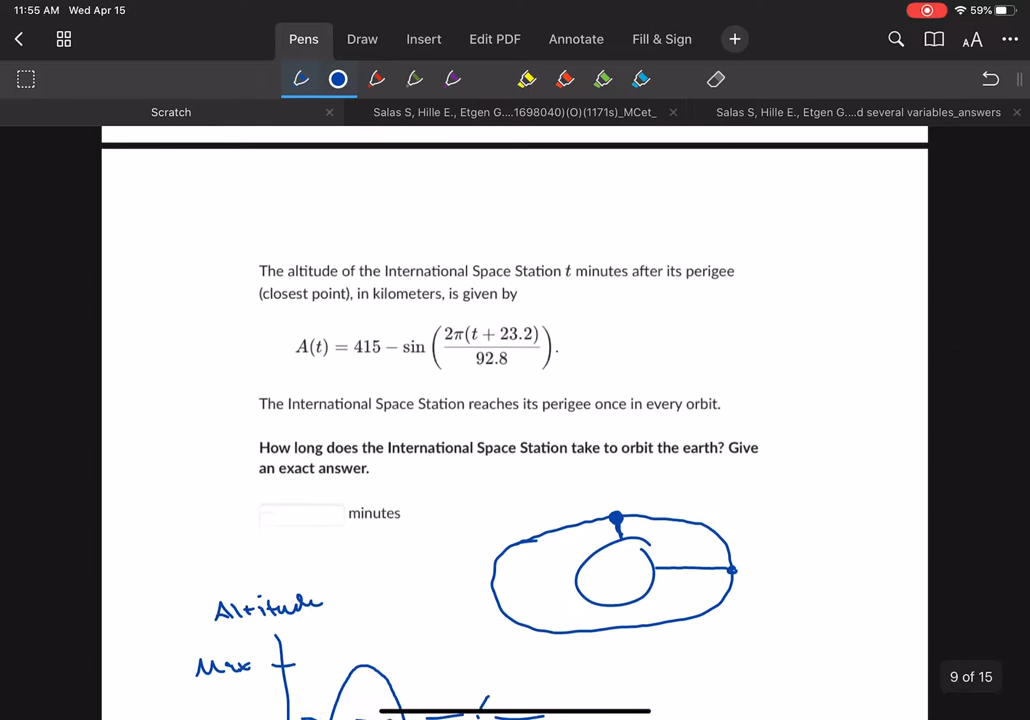 11:55 AM Wed Apr 15
59%
Pens Draw Insert Edit PDF Annotate Fill & Sign
AA
Scratch
Salas S, Hille E., Etgen G....1698040)(O)(1171s)_MCet_
Salas S, Hille E., Etgen G....d several variables_answers
The altitude of the International Space Station t minutes after its perigee
(closest point), in kilometers, is given by
A(t) = 415 − sin (2π(t + 23.2)/92.8).
The International Space Station reaches its perigee once in every orbit.
How long does the International Space Station take to orbit the earth? Give
an exact answer.
minutes
Altitude
Max
9 of 15